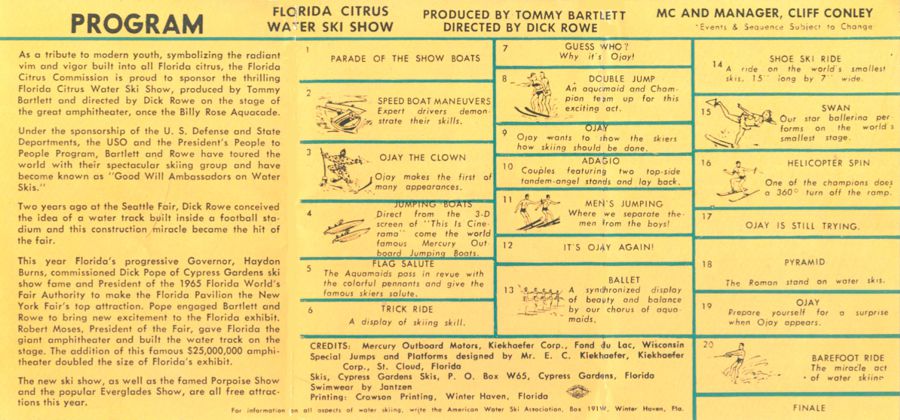 PROGRAM
FLORIDA CITRUS
WATER SKI SHOW
PRODUCED BY TOMMY BARTLETT
DIRECTED BY DICK ROWE
MC AND MANAGER, CLIFF CONLEY
*Events & Sequence Subject to Change
As a tribute to modern youth, symbolizing the radiant
vim and vigor built into all Florida citrus, the Florida
Citrus Commission is proud to sponsor the thrilling
Florida Citrus Water Ski Show, produced by Tommy
Bartlett and directed by Dick Rowe on the stage of
the great amphitheater, once the Billy Rose Aquacade.
Under the sponsorship of the U. S. Defense and State
Departments, the USO and the President's People to
People Program, Bartlett and Rowe have toured the
world with their spectacular skiing group and have
become known as "Good Will Ambassadors on Water
Skis."
Two years ago at the Seattle Fair, Dick Rowe conceived
the idea of a water track built inside a football sta-
dium and this construction miracle became the hit of
the fair.
This year Florida's progressive Governor, Haydon
Burns, commissioned Dick Pope of Cypress Gardens ski
show fame and President of the 1965 Florida World's
Fair Authority to make the Florida Pavilion the New
York Fair's top attraction. Pope engaged Bartlett and
Rowe to bring new excitement to the Florida exhibit.
Robert Moses, President of the Fair, gave Florida the
giant amphitheater and built the water track on the
stage. The addition of this famous $25,000,000 amphi-
theater doubled the size of Florida's exhibit.
The new ski show, as well as the famed Porpoise Show
and the popular Everglades Show, are all free attrac-
tions this year.
1
PARADE OF THE SHOW BOATS
2
SPEED BOAT MANEUVERS
Expert drivers demon-
strate their skills.
3
OJAY THE CLOWN
Ojay makes the first of
many appearances.
4
JUMPING BOATS
Direct from the 3-D
screen of "This Is Cine-
rama" come the world
famous Mercury Out-
board Jumping Boats.
5
FLAG SALUTE
The Aquamaids pass in revue with
the colorful pennants and give the
famous skiers salute.
6
TRICK RIDE
A display of skiing skill.
7
GUESS WHO?
Why it's Ojay!
8
DOUBLE JUMP
An aquamaid and Cham-
pion team up for this
exciting act.
9
OJAY
Ojay wants to show the skiers
how skiing should be done.
10
ADAGIO
Couples featuring two top-side
tandem-angel stands and lay back.
11
MEN'S JUMPING
Where we separate the
men from the boys!
12
IT'S OJAY AGAIN!
13
BALLET
A synchronized display
of beauty and balance
by our chorus of aqua-
maids.
14
SHOE SKI RIDE
A ride on the world's smallest
skis, 15" long by 7" wide.
15
SWAN
Our star ballerina per-
forms on the world's
smallest stage.
16
HELICOPTER SPIN
One of the champions does
a 360° turn off the ramp.
17
OJAY IS STILL TRYING.
18
PYRAMID
The Roman stand on water skis.
19
OJAY
Prepare yourself for a surprise
when Ojay appears.
20
BAREFOOT RIDE
The miracle act
of water skiing
FINALE
CREDITS: Mercury Outboard Motors, Kiekhaefer Corp., Fond du Lac, Wisconsin
Special Jumps and Platforms designed by Mr. E. C. Kiekhaefer, Kiekhaefer
Corp., St. Cloud, Florida
Skis, Cypress Gardens Skis, P. O. Box W65, Cypress Gardens, Florida
Swimwear by Jantzen
Printing: Crowson Printing, Winter Haven, Florida
For information on all aspects of water skiing, write the American Water Ski Association, Box 191W, Winter Haven, Fla.